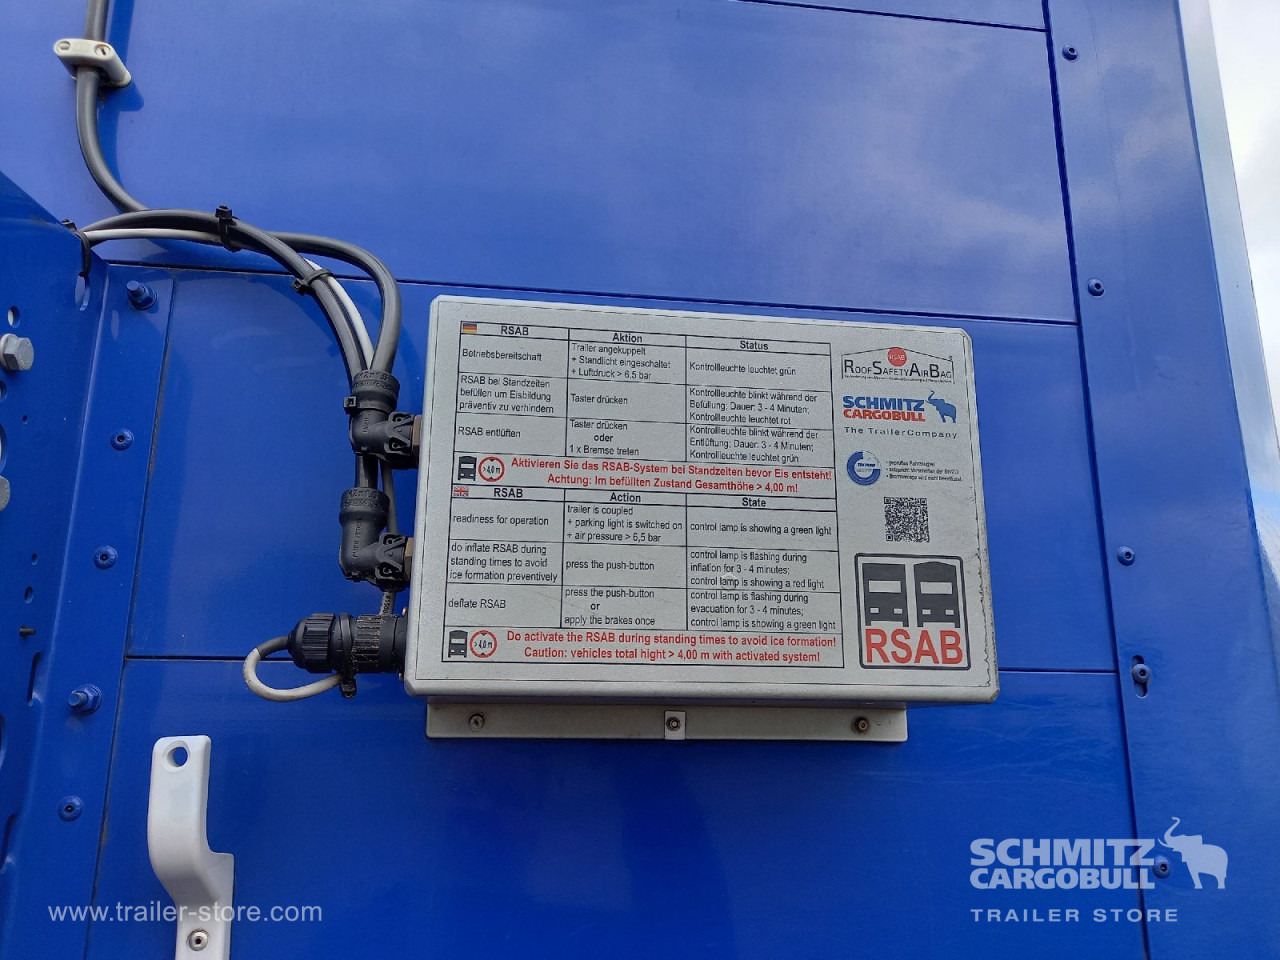 RSAB
Aktion
Status
Betriebsbereitschaft
Trailer angekuppelt
+ Standlicht eingeschaltet
+ Luftdruck > 6,5 bar
Kontrollleuchte leuchtet grün
RSAB bei Standzeiten
befüllen um Eisbildung
präventiv zu verhindern
Taster drücken
Kontrollleuchte blinkt während der
Befüllung; Dauer: 3 - 4 Minuten;
Kontrollleuchte leuchtet rot
RSAB entlüften
Taster drücken
oder
1 x Bremse treten
Kontrollleuchte blinkt während der
Entlüftung; Dauer: 3 - 4 Minuten;
Kontrollleuchte leuchtet grün
> 4,0 m
Aktivieren Sie das RSAB-System bei Standzeiten bevor Eis entsteht!
Achtung: Im befüllten Zustand Gesamthöhe > 4,00 m!
RSAB
Action
State
readiness for operation
trailer is coupled
+ parking light is switched on
+ air pressure > 6,5 bar
control lamp is showing a green light
do inflate RSAB during
standing times to avoid
ice formation preventively
press the push-button
control lamp is flashing during
inflation for 3 - 4 minutes;
control lamp is showing a red light
deflate RSAB
press the push-button
or
apply the brakes once
control lamp is flashing during
evacuation for 3 - 4 minutes;
control lamp is showing a green light
> 4,0 m
Do activate the RSAB during standing times to avoid ice formation!
Caution: vehicles total hight > 4,00 m with activated system!
RSAB
ROOFSAFETYAIRBAG
SCHMITZ
CARGOBULL
The TrailerCompany
RSAB
SCHMITZ
CARGOBULL
TRAILER STORE
www.trailer-store.com